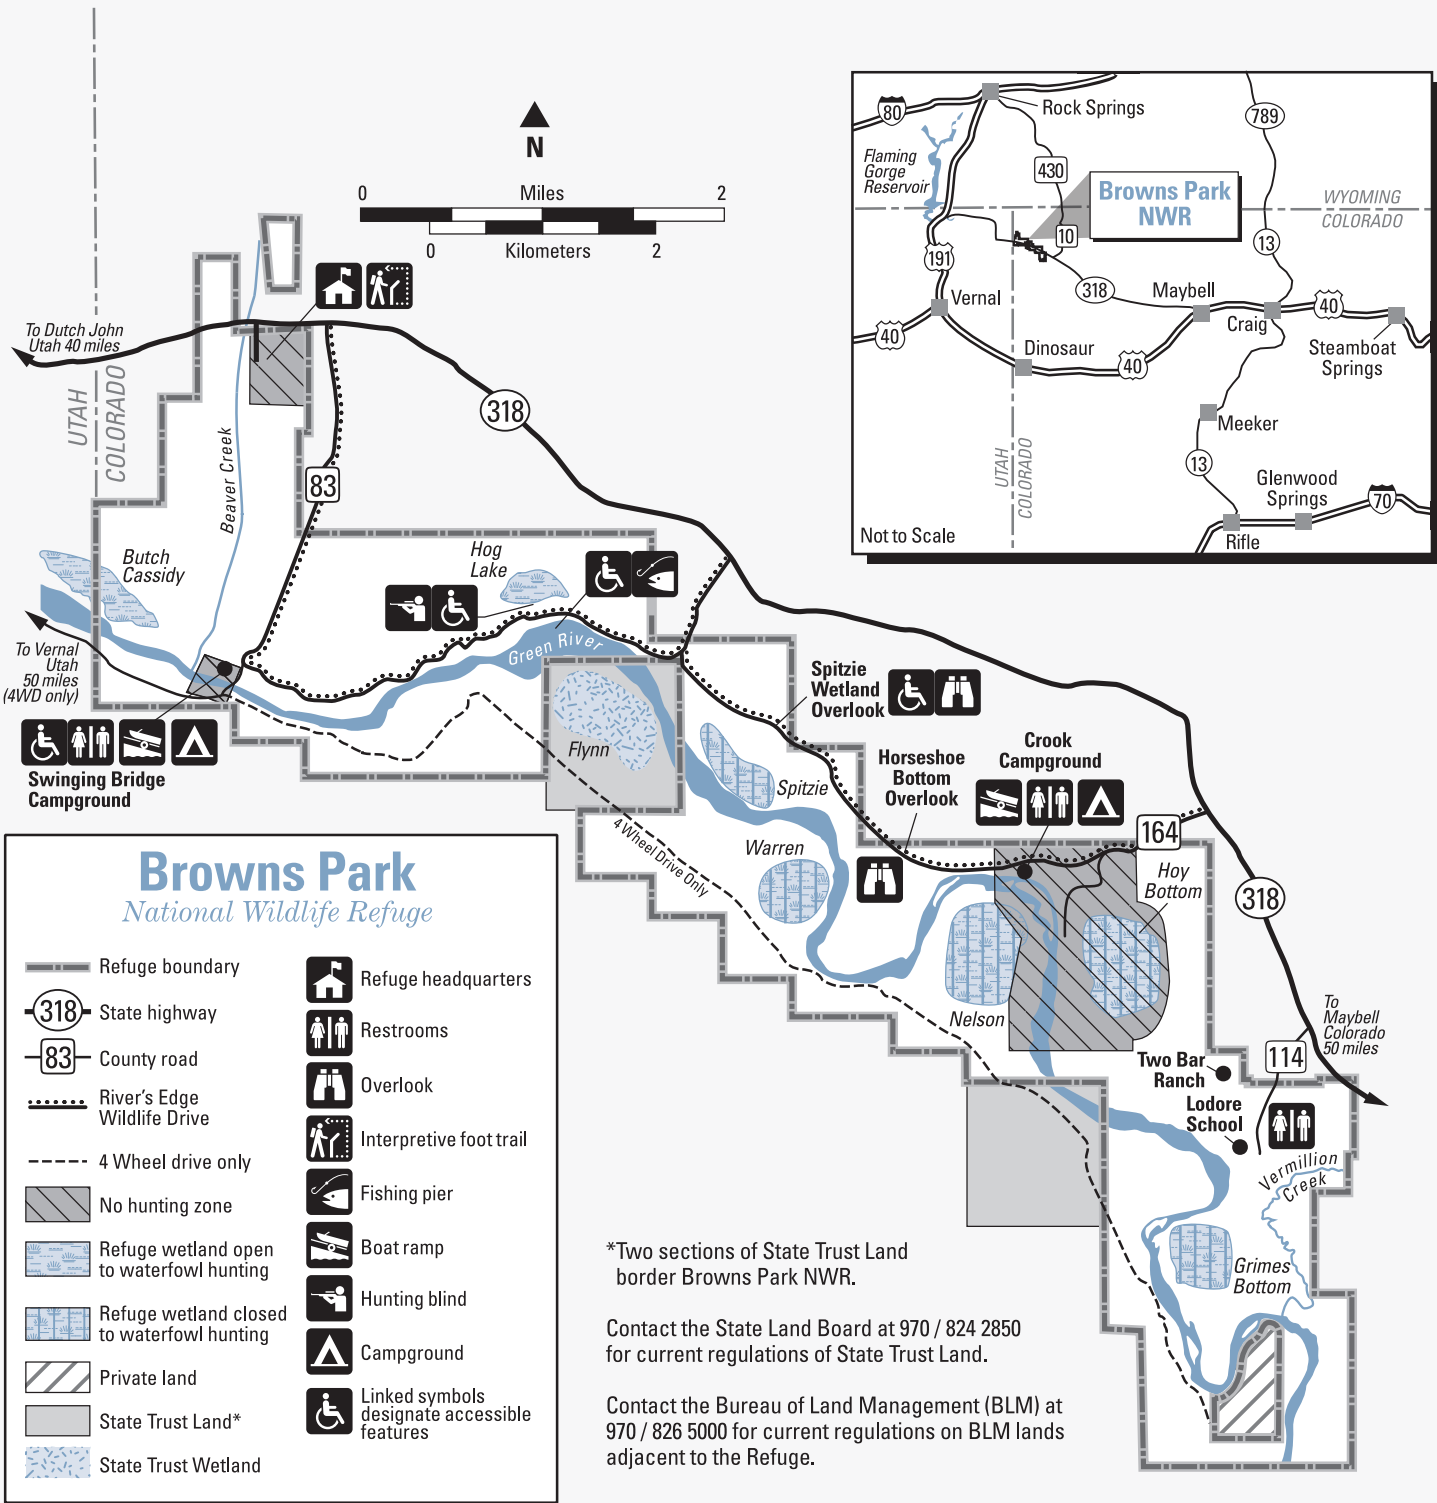 N
0 Miles 2
0 Kilometers 2
80
Rock Springs
789
Flaming
Gorge
Reservoir
430
Browns Park
NWR
WYOMING
COLORADO
10
13
191
318
Vernal
Maybell
40
Craig
40
Dinosaur
40
Steamboat
Springs
Meeker
UTAH
COLORADO
13
Glenwood
Springs
70
Rifle
Not to Scale
To Dutch John
Utah 40 miles
UTAH
COLORADO
318
Beaver Creek
83
Butch
Cassidy
Hog
Lake
Green River
To Vernal
Utah
50 miles
(4WD only)
Swinging Bridge
Campground
Flynn
Spitzie
Wetland
Overlook
Spitzie
Horseshoe
Bottom
Overlook
Crook
Campground
4 Wheel Drive Only
Warren
164
Hoy
Bottom
318
Nelson
To
Maybell
Colorado
50 miles
114
Two Bar
Ranch
Lodore
School
Vermillion
Creek
Grimes
Bottom
Browns Park
National Wildlife Refuge
Refuge boundary
318 State highway
83 County road
River's Edge
Wildlife Drive
4 Wheel drive only
No hunting zone
Refuge wetland open
to waterfowl hunting
Refuge wetland closed
to waterfowl hunting
Private land
State Trust Land*
State Trust Wetland
Refuge headquarters
Restrooms
Overlook
Interpretive foot trail
Fishing pier
Boat ramp
Hunting blind
Campground
Linked symbols
designate accessible
features
*Two sections of State Trust Land
border Browns Park NWR.
Contact the State Land Board at 970 / 824 2850
for current regulations of State Trust Land.
Contact the Bureau of Land Management (BLM) at
970 / 826 5000 for current regulations on BLM lands
adjacent to the Refuge.